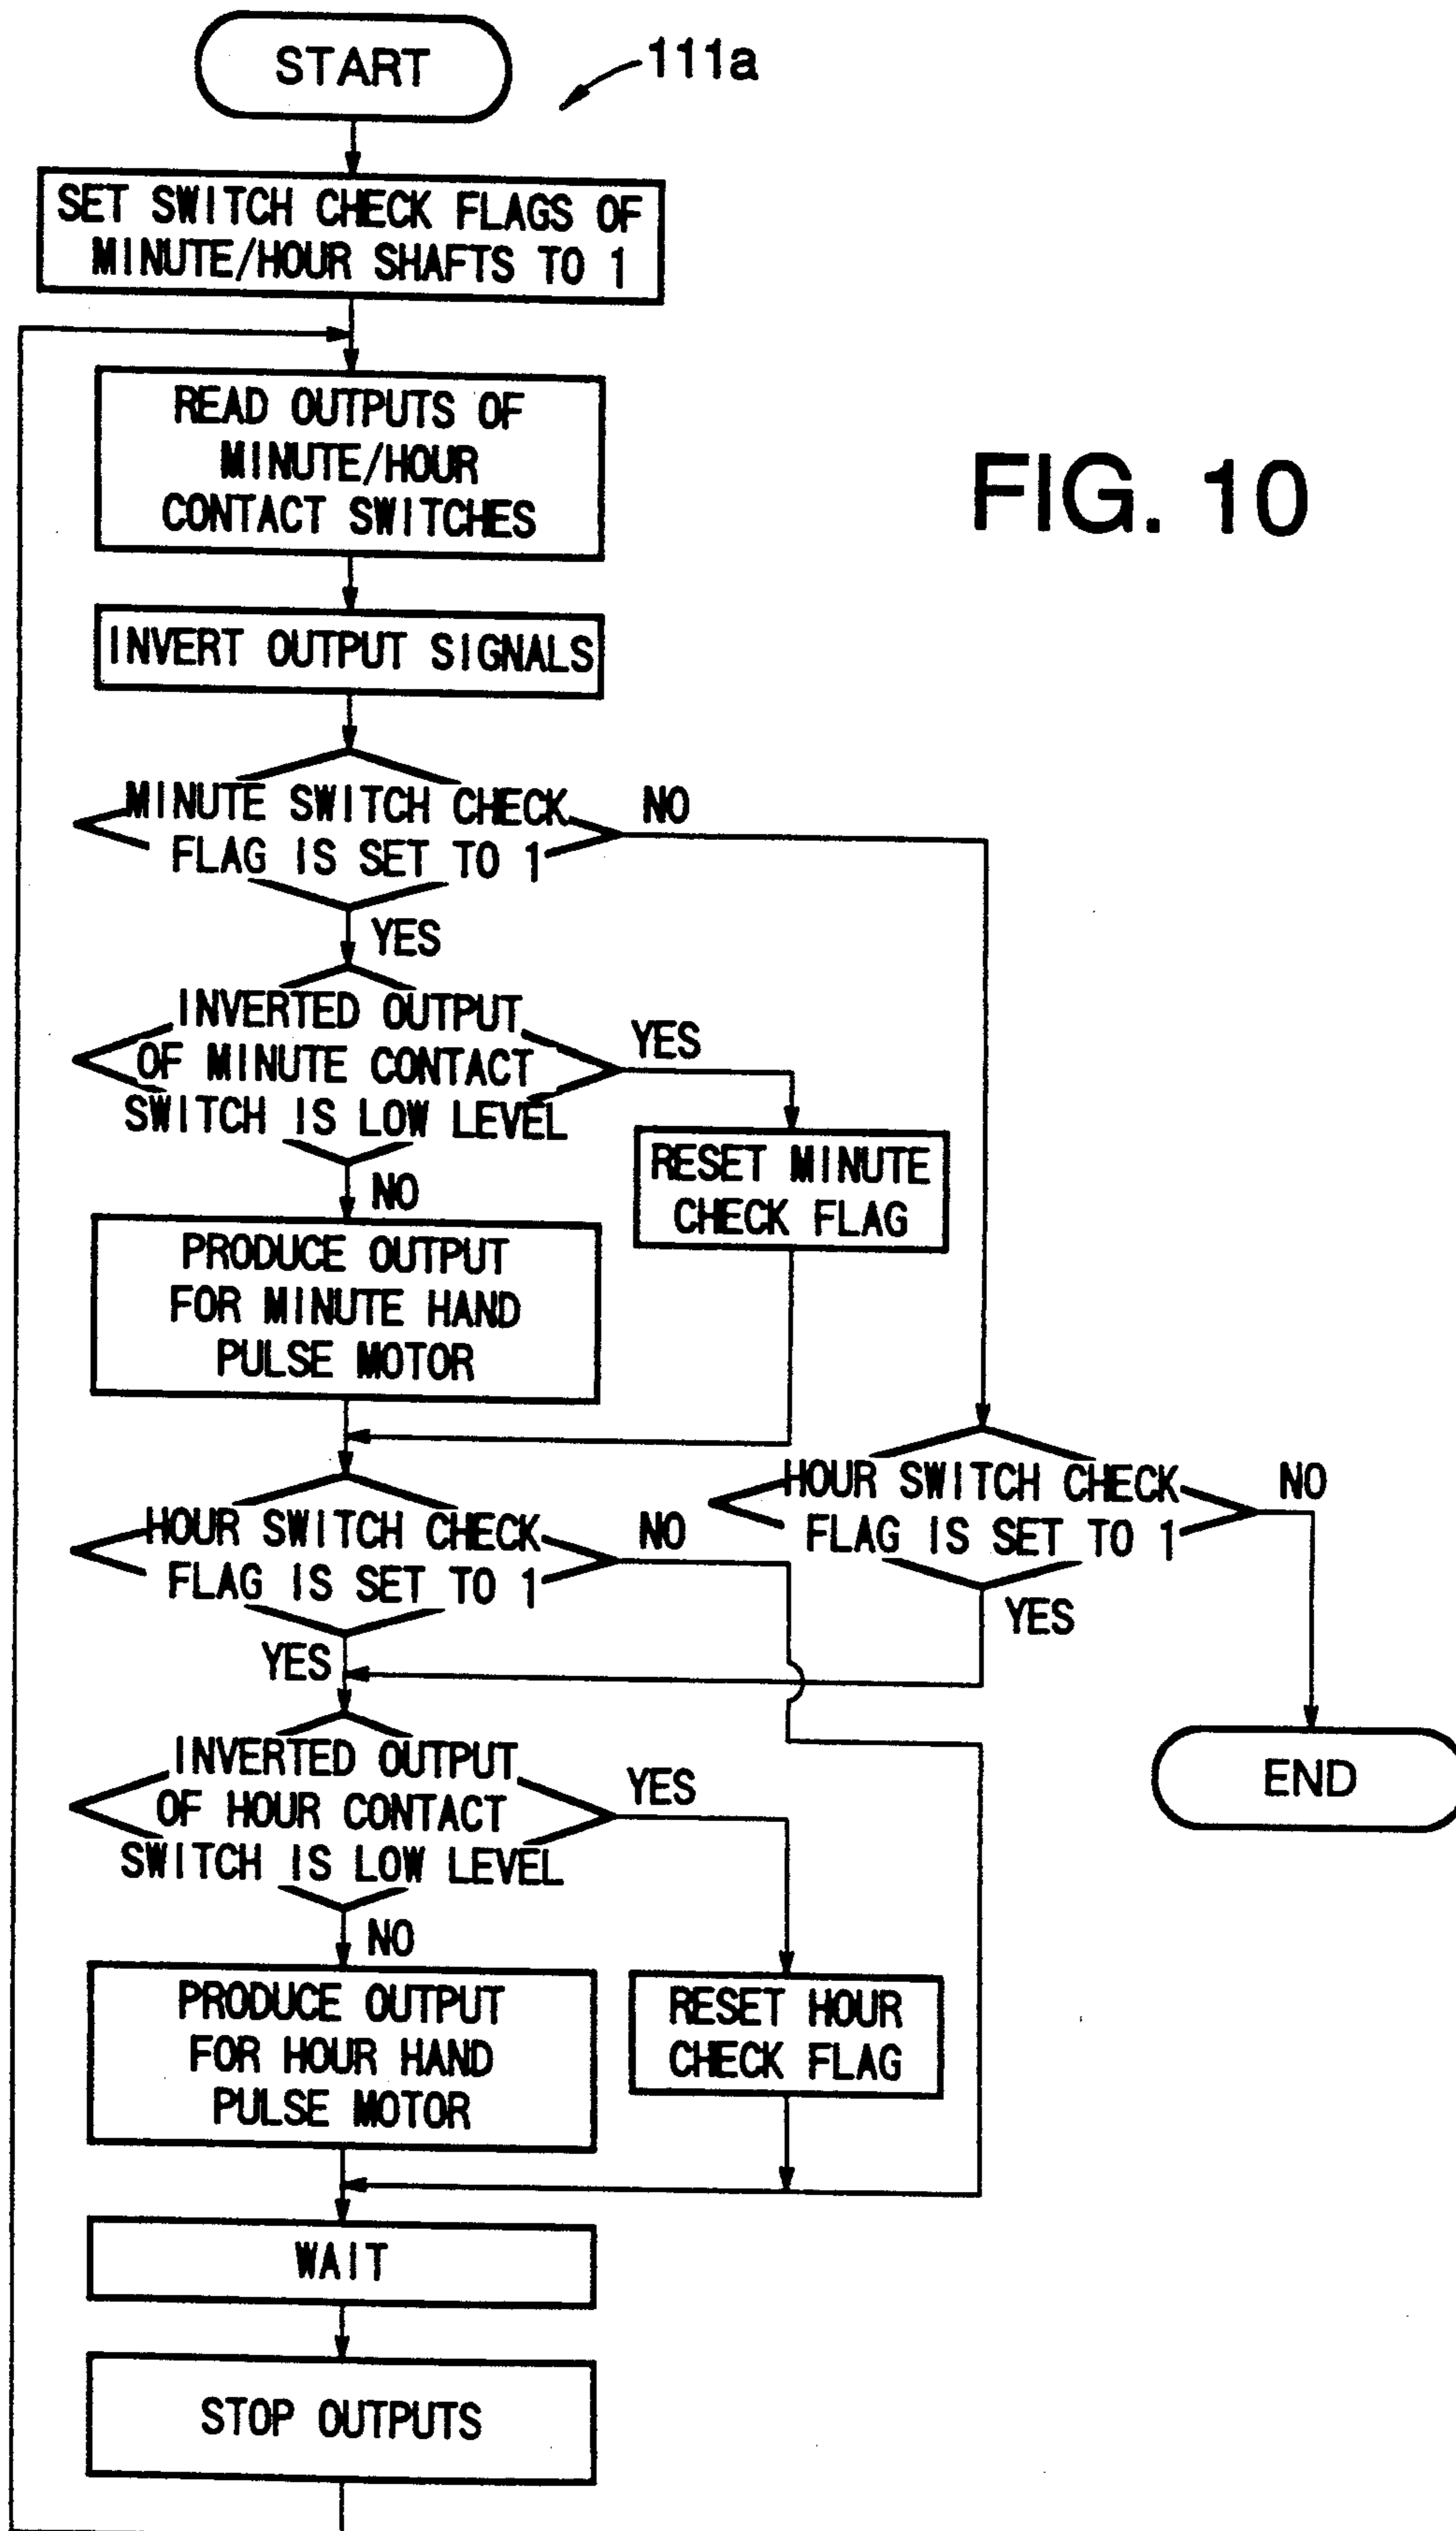 START
111a
SET SWITCH CHECK FLAGS OF
MINUTE/HOUR SHAFTS TO 1
READ OUTPUTS OF
MINUTE/HOUR
CONTACT SWITCHES
FIG. 10
INVERT OUTPUT SIGNALS
MINUTE SWITCH CHECK
FLAG IS SET TO 1
NO
YES
INVERTED OUTPUT
OF MINUTE CONTACT
SWITCH IS LOW LEVEL
YES
NO
RESET MINUTE
CHECK FLAG
PRODUCE OUTPUT
FOR MINUTE HAND
PULSE MOTOR
HOUR SWITCH CHECK
FLAG IS SET TO 1
NO
YES
HOUR SWITCH CHECK
FLAG IS SET TO 1
NO
YES
END
INVERTED OUTPUT
OF HOUR CONTACT
SWITCH IS LOW LEVEL
YES
NO
PRODUCE OUTPUT
FOR HOUR HAND
PULSE MOTOR
RESET HOUR
CHECK FLAG
WAIT
STOP OUTPUTS